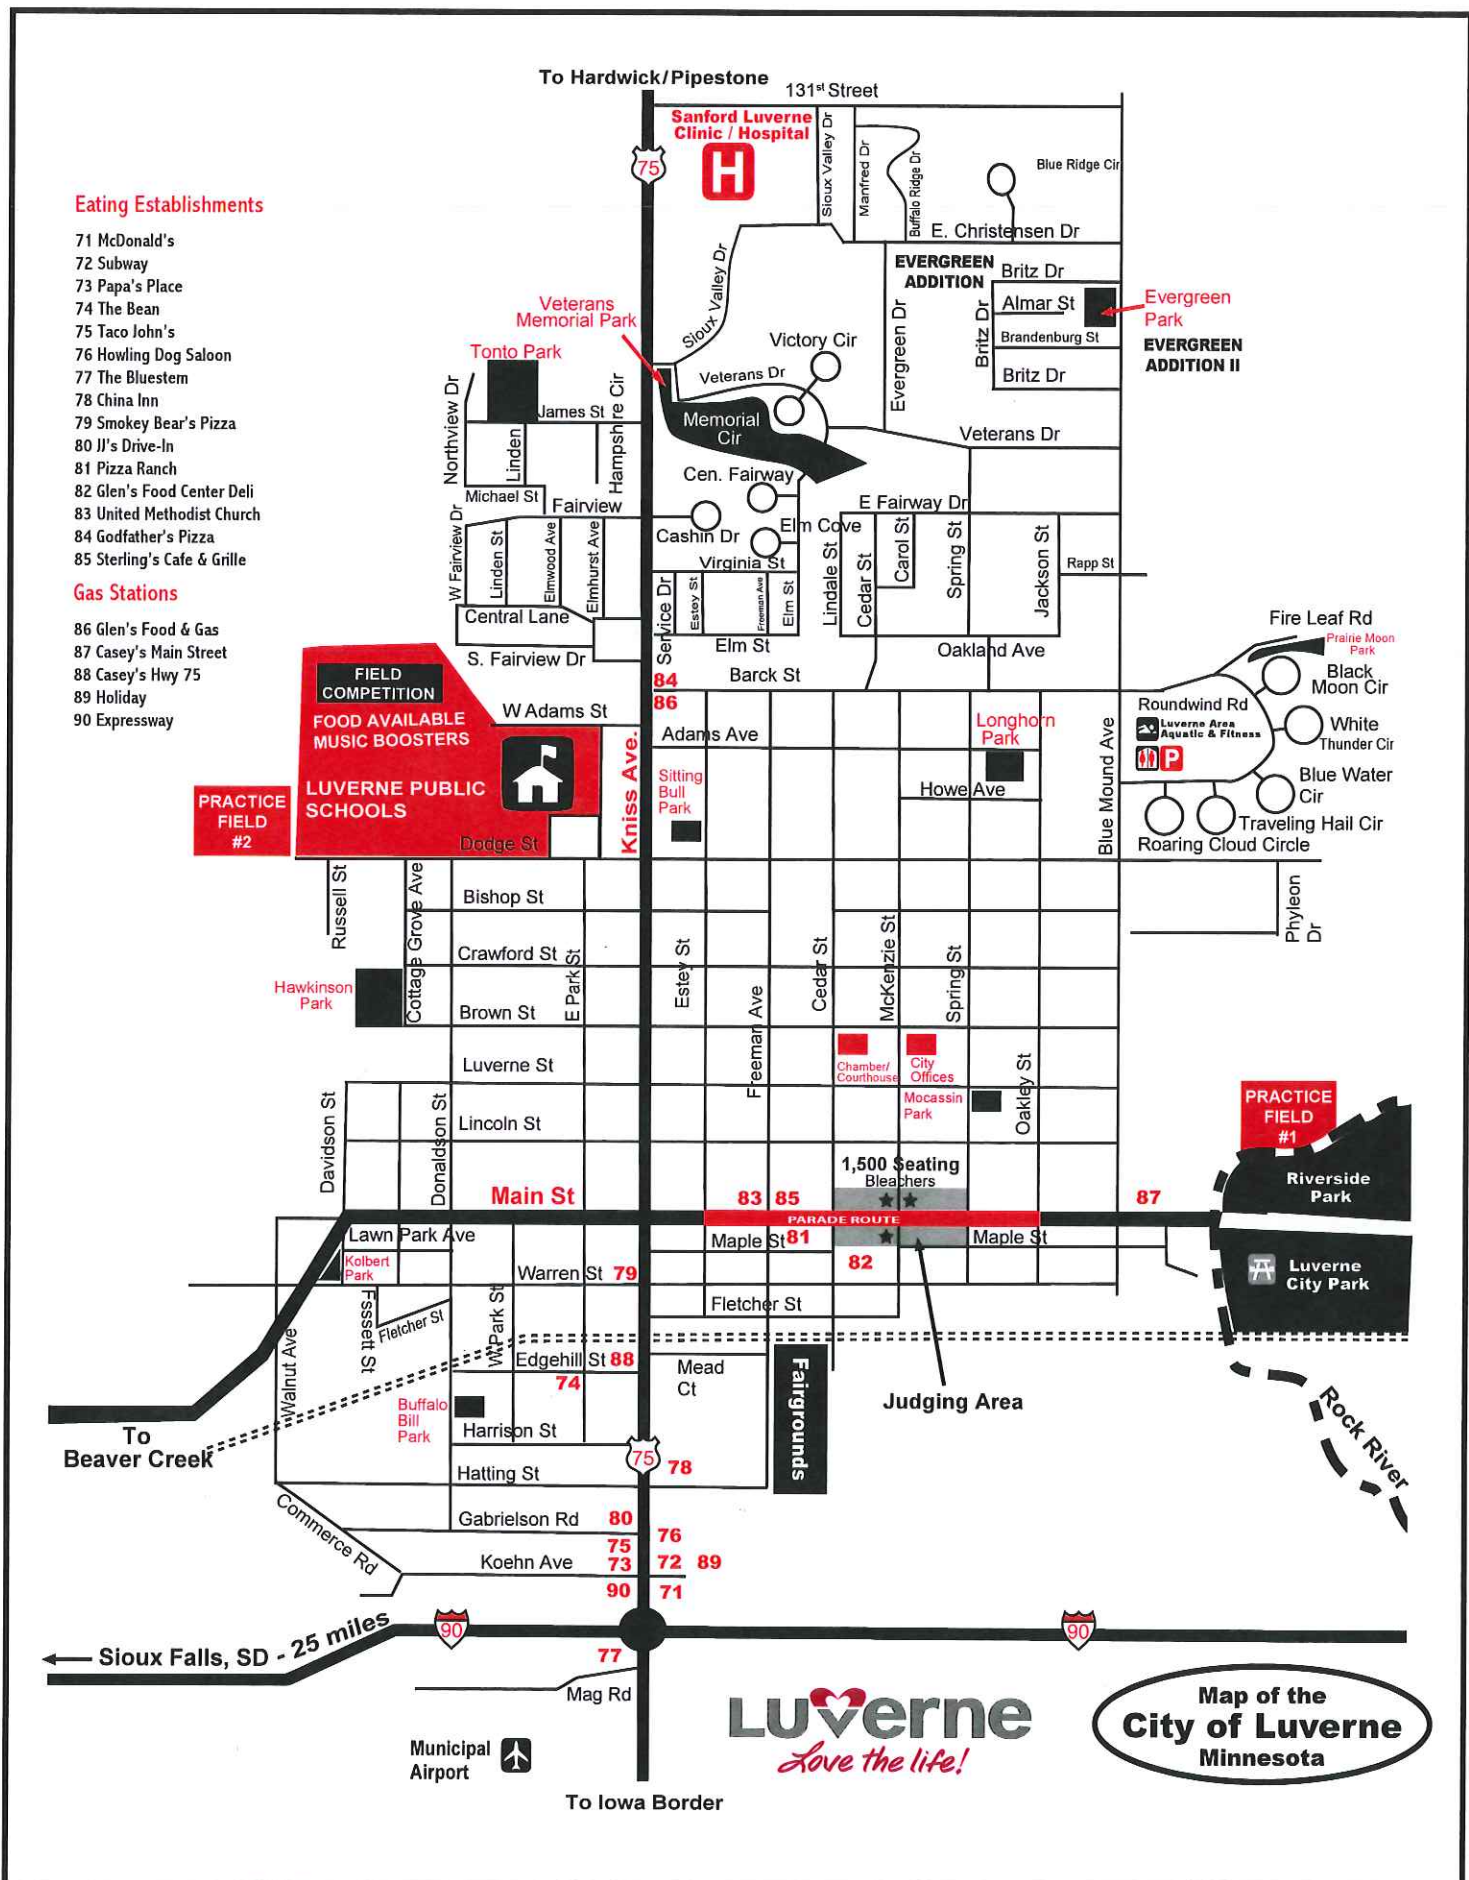 To Hardwick/Pipestone
131st Street
Sanford Luverne
Clinic / Hospital
H
75
Sioux Valley Dr
Manfred Dr
Buffalo Ridge Dr
Blue Ridge Cir
E. Christensen Dr
Eating Establishments
71 McDonald's
72 Subway
73 Papa's Place
74 The Bean
75 Taco John's
76 Howling Dog Saloon
77 The Bluestem
78 China Inn
79 Smokey Bear's Pizza
80 JJ's Drive-In
81 Pizza Ranch
82 Glen's Food Center Deli
83 United Methodist Church
84 Godfather's Pizza
85 Sterling's Cafe & Grille
Gas Stations
86 Glen's Food & Gas
87 Casey's Main Street
88 Casey's Hwy 75
89 Holiday
90 Expressway
EVERGREEN
ADDITION
Britz Dr
Almar St
Britz Dr
Brandenburg St
Britz Dr
Evergreen
Park
EVERGREEN
ADDITION II
Evergreen Dr
Sioux Valley Dr
Veterans
Memorial Park
Tonto Park
Victory Cir
Veterans Dr
Memorial
Cir
Veterans Dr
Northview Dr
James St
Linden
Hampshire Cir
Michael St
Fairview
Cen. Fairway
E Fairway Dr
Elm Cove
Cashin Dr
Virginia St
W Fairview Dr
Linden St
Elmwood Ave
Elmhurst Ave
Central Lane
S. Fairview Dr
Service Dr
Estey St
Freeman Ave
Elm St
Elm St
Lindale St
Cedar St
Carol St
Spring St
Jackson St
Rapp St
Oakland Ave
Barck St
84
86
Fire Leaf Rd
Prairie Moon
Park
Black
Moon Cir
Roundwind Rd
Luverne Area
Aquatic & Fitness
P
White
Thunder Cir
Blue Water
Cir
Traveling Hail Cir
Roaring Cloud Circle
FIELD
COMPETITION
FOOD AVAILABLE
MUSIC BOOSTERS
LUVERNE PUBLIC
SCHOOLS
PRACTICE
FIELD
#2
W Adams St
Adams Ave
Kniss Ave.
Sitting
Bull
Park
Longhorn
Park
Howe Ave
Blue Mound Ave
Dodge St
Russell St
Cottage Grove Ave
Bishop St
Crawford St
E Park St
Brown St
Hawkinson
Park
Estey St
Freeman Ave
Cedar St
McKenzie St
Spring St
Phyleon
Dr
Luverne St
Chamber/
Courthouse
City
Offices
Mocassin
Park
Oakley St
Davidson St
Donaldson St
Lincoln St
PRACTICE
FIELD
#1
Riverside
Park
1,500 Seating
Bleachers
Main St
83
85
87
PARADE ROUTE
Lawn Park Ave
Maple St
81
Maple St
82
Kolbert
Park
Warren St
79
Luverne
City Park
Fletcher St
Fssett St
Fletcher St
W Park St
Walnut Ave
Edgehill St
88
74
Mead
Ct
Fairgrounds
Judging Area
Rock River
To
Beaver Creek
Buffalo
Bill
Park
Harrison St
75
78
Hatting St
Commerce Rd
Gabrielson Rd
80
76
75
Koehn Ave
73
72
89
90
71
90
90
Sioux Falls, SD - 25 miles
77
Mag Rd
Municipal
Airport
Luverne
Love the life!
Map of the
City of Luverne
Minnesota
To Iowa Border